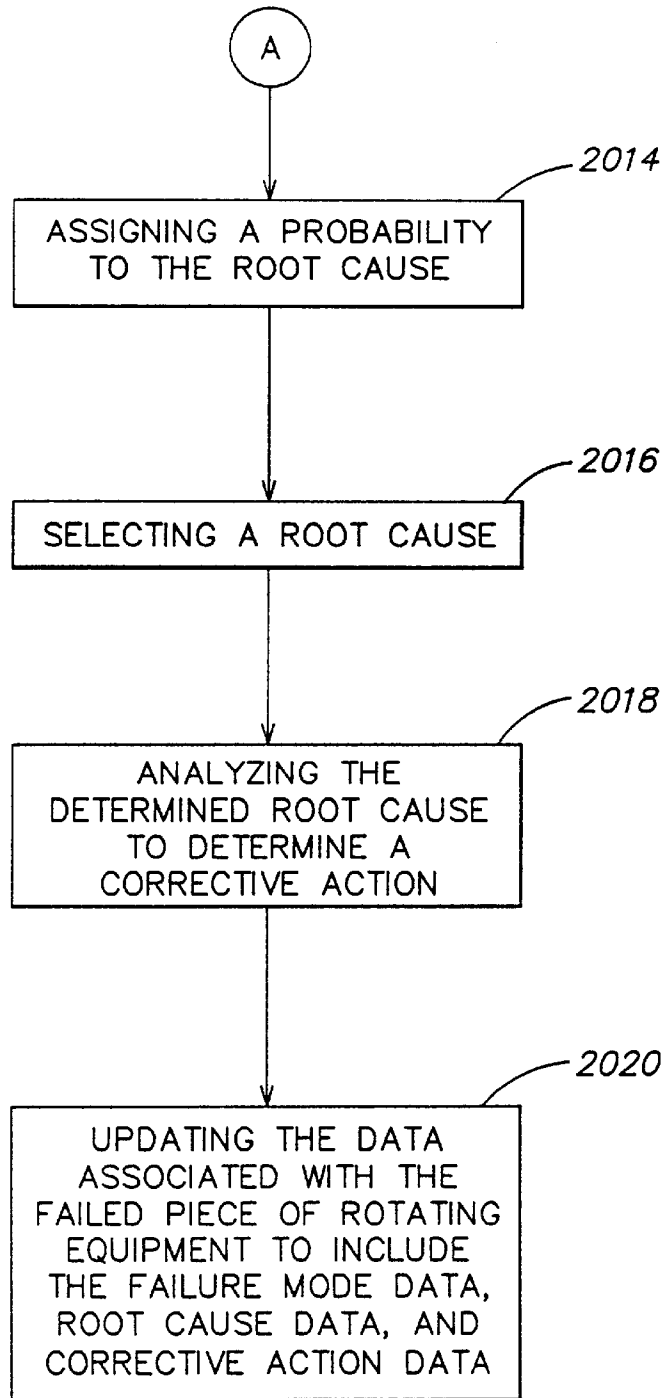 A
2014
ASSIGNING A PROBABILITY
TO THE ROOT CAUSE
2016
SELECTING A ROOT CAUSE
2018
ANALYZING THE
DETERMINED ROOT CAUSE
TO DETERMINE A
CORRECTIVE ACTION
2020
UPDATING THE DATA
ASSOCIATED WITH THE
FAILED PIECE OF ROTATING
EQUIPMENT TO INCLUDE
THE FAILURE MODE DATA,
ROOT CAUSE DATA, AND
CORRECTIVE ACTION DATA